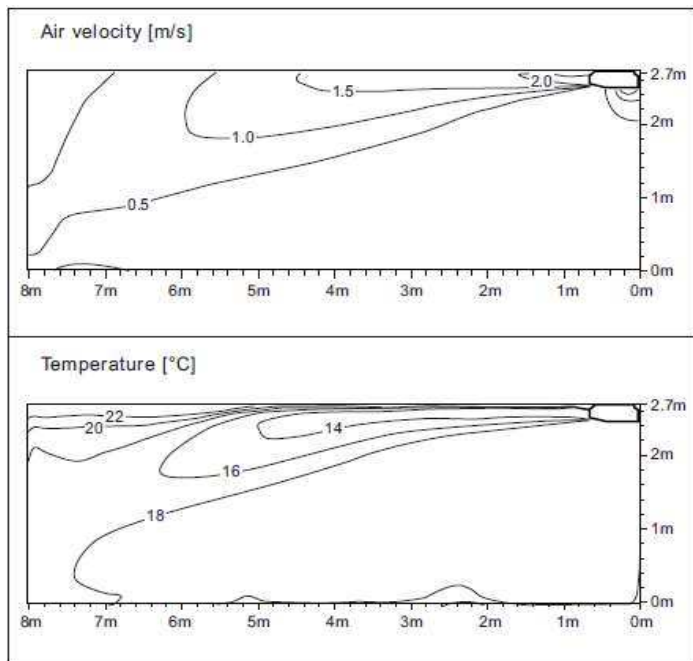 Air velocity [m/s]
2.0
2.7m
1.5
2m
1.0
1m
0.5
0m
8m 7m 6m 5m 4m 3m 2m 1m 0m
Temperature [°C]
22
2.7m
20
14
2m
16
18
1m
0m
8m 7m 6m 5m 4m 3m 2m 1m 0m